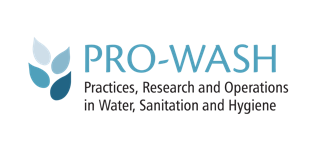 PRO-WASH
Practices, Research and Operations
in Water, Sanitation and Hygiene